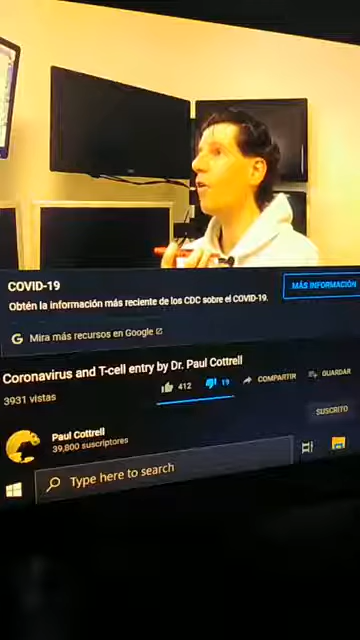 COVID-19
MÁS INFORMACIÓN
Obtén la información más reciente de los CDC sobre el COVID-19.
G Mira más recursos en Google
Coronavirus and T-cell entry by Dr. Paul Cottrell
3931 vistas
412
19
COMPARTIR
GUARDAR
Paul Cottrell
39,800 suscriptores
SUSCRITO
Type here to search